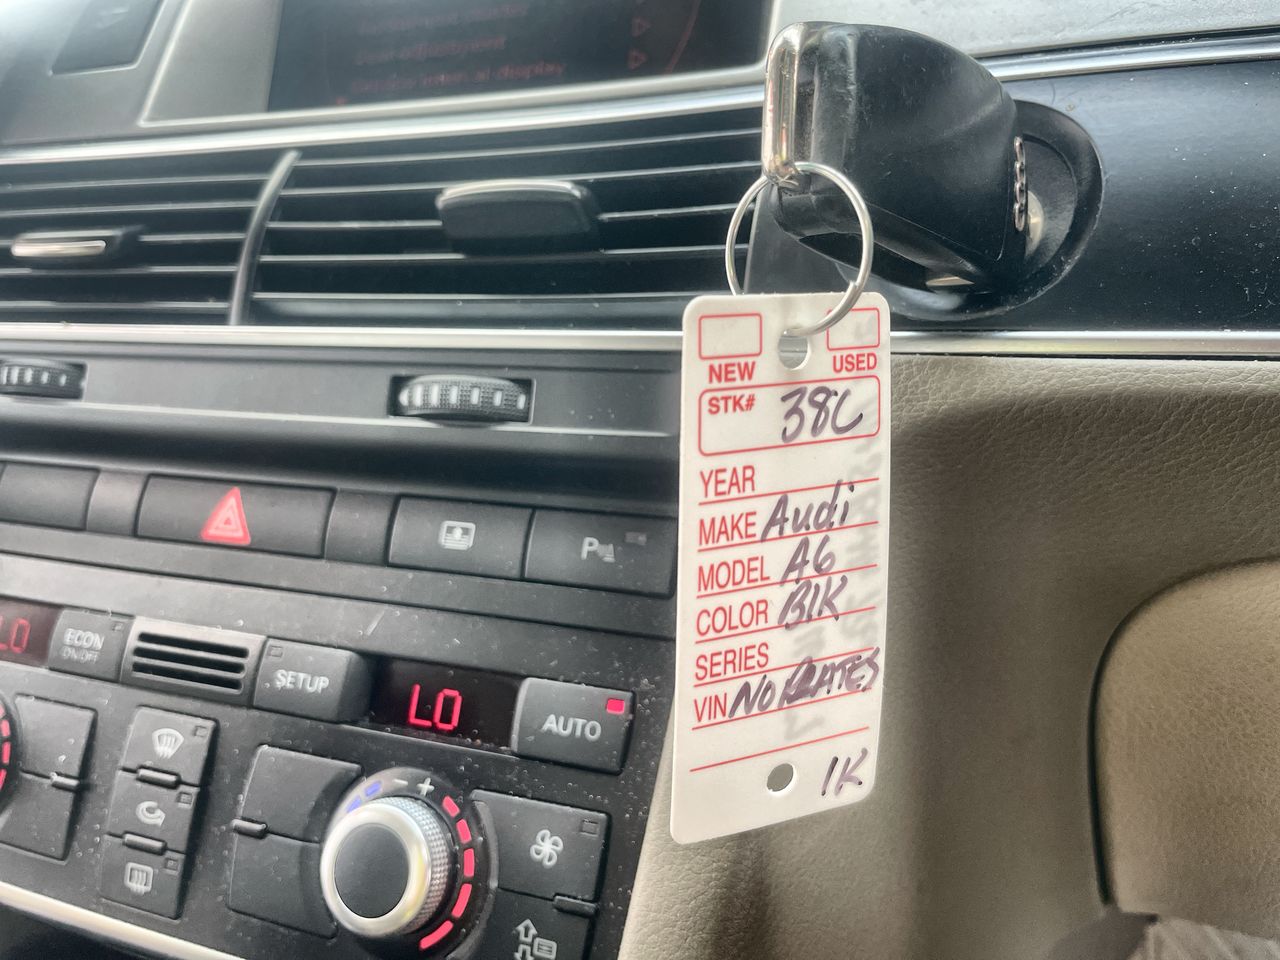 NEW USED
STK# 38C
YEAR
MAKE Audi
MODEL A6
COLOR Blk
SERIES
VIN NO PLATES
1K
P
LO
ECON
ON/OFF
SETUP
LO
AUTO
- +